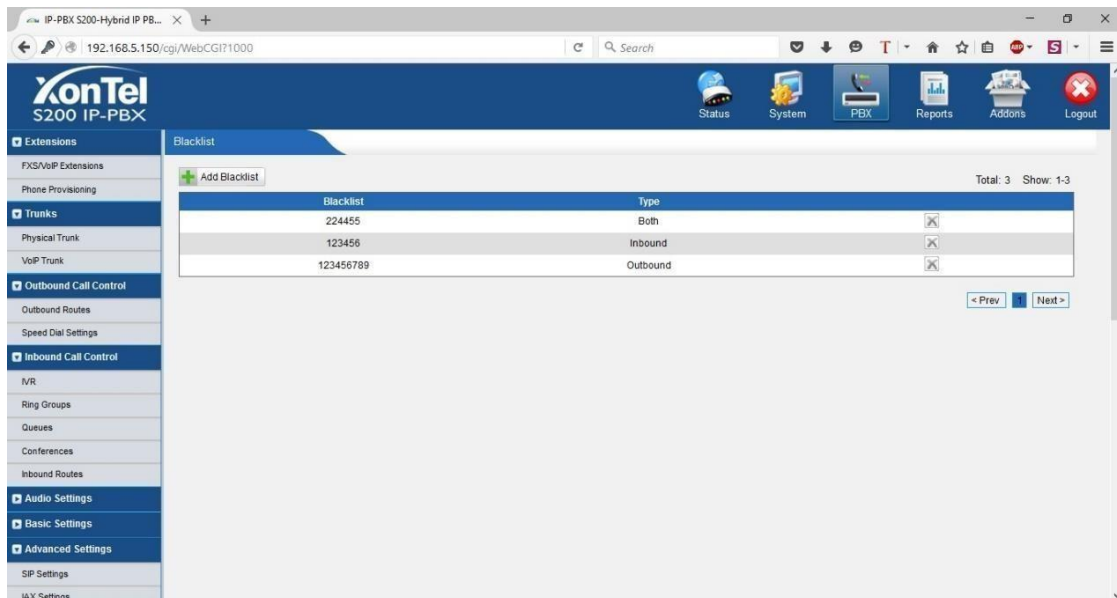 IP-PBX S200-Hybrid IP PB...
192.168.5.150/cgi/WebCGI?1000
Search
ABP
S
XonTel
S200 IP-PBX
Status
System
PBX
Reports
Addons
Logout
Extensions
FXS/VoIP Extensions
Phone Provisioning
Trunks
Physical Trunk
VoIP Trunk
Outbound Call Control
Outbound Routes
Speed Dial Settings
Inbound Call Control
IVR
Ring Groups
Queues
Conferences
Inbound Routes
Audio Settings
Basic Settings
Advanced Settings
SIP Settings
IAX Settings
Blacklist
Add Blacklist
Total: 3 Show: 1-3
Blacklist Type
224455 Both
123456 Inbound
123456789 Outbound
< Prev 1 Next >